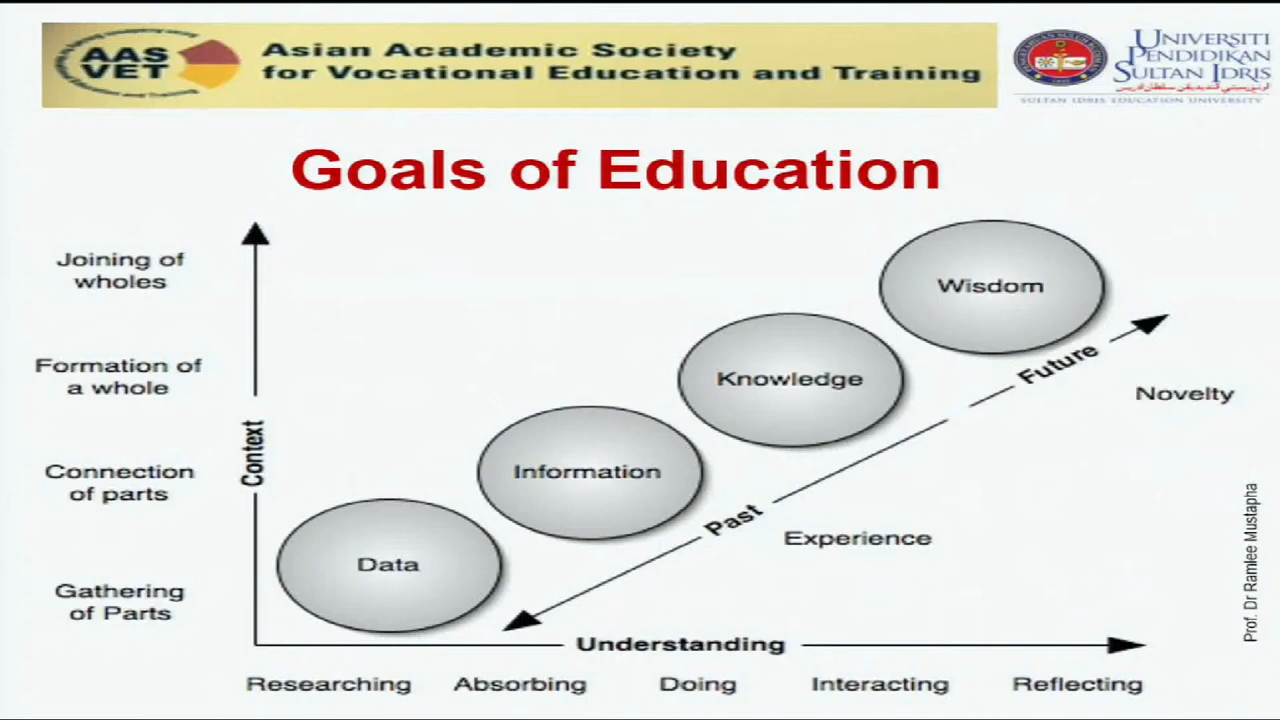 AAS
VET
Asian Academic Society
for Vocational Education and Training
UNIVERSITI
PENDIDIKAN
SULTAN IDRIS
SULTAN IDRIS EDUCATION UNIVERSITY
Goals of Education
Joining of
wholes
Formation of
a whole
Connection
of parts
Gathering
of Parts
Context
Wisdom
Knowledge
Information
Data
Future
Past
Novelty
Experience
Understanding
Researching
Absorbing
Doing
Interacting
Reflecting
Prof. Dr Ramlee Mustapha